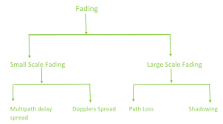 Fading
Small Scale Fading
Large Scale Fading
Multipath delay
spread
Dopplers Spread
Path Loss
Shadowing